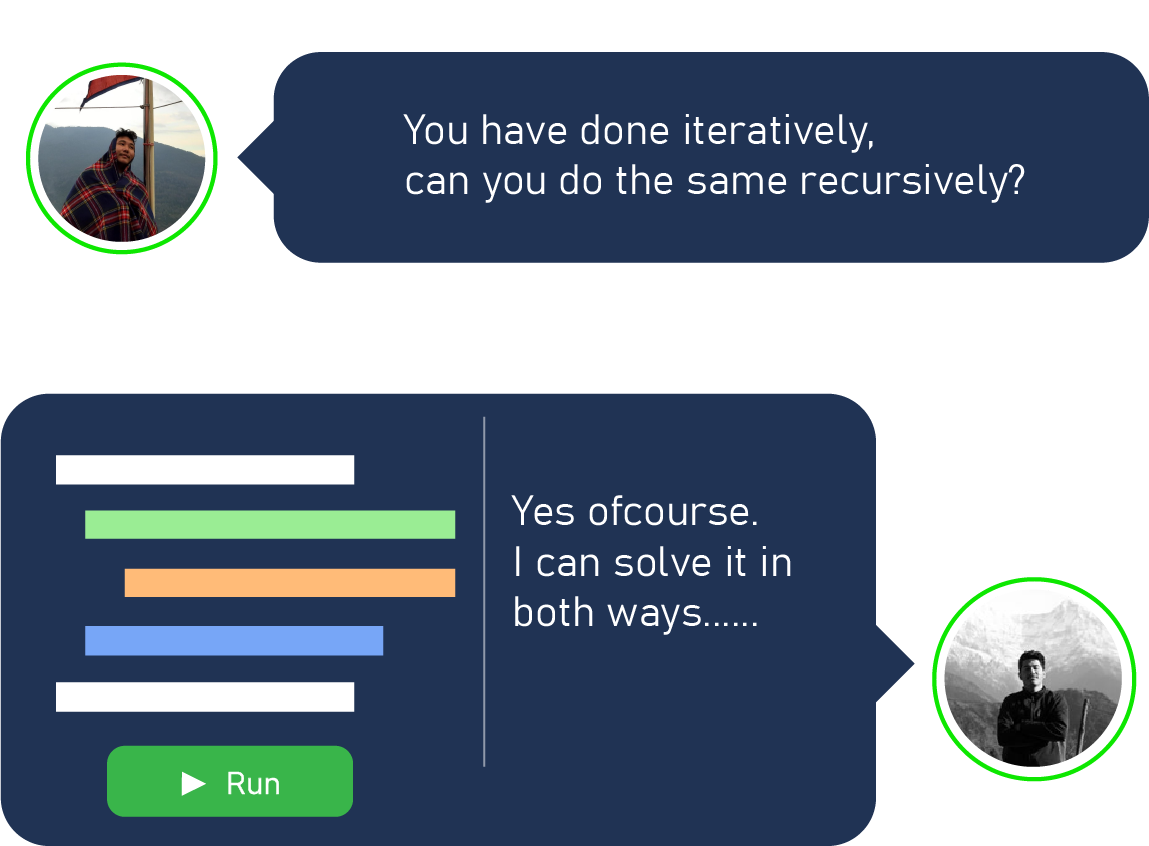 You have done iteratively,
can you do the same recursively?
Yes ofcourse.
I can solve it in
both ways......
Run